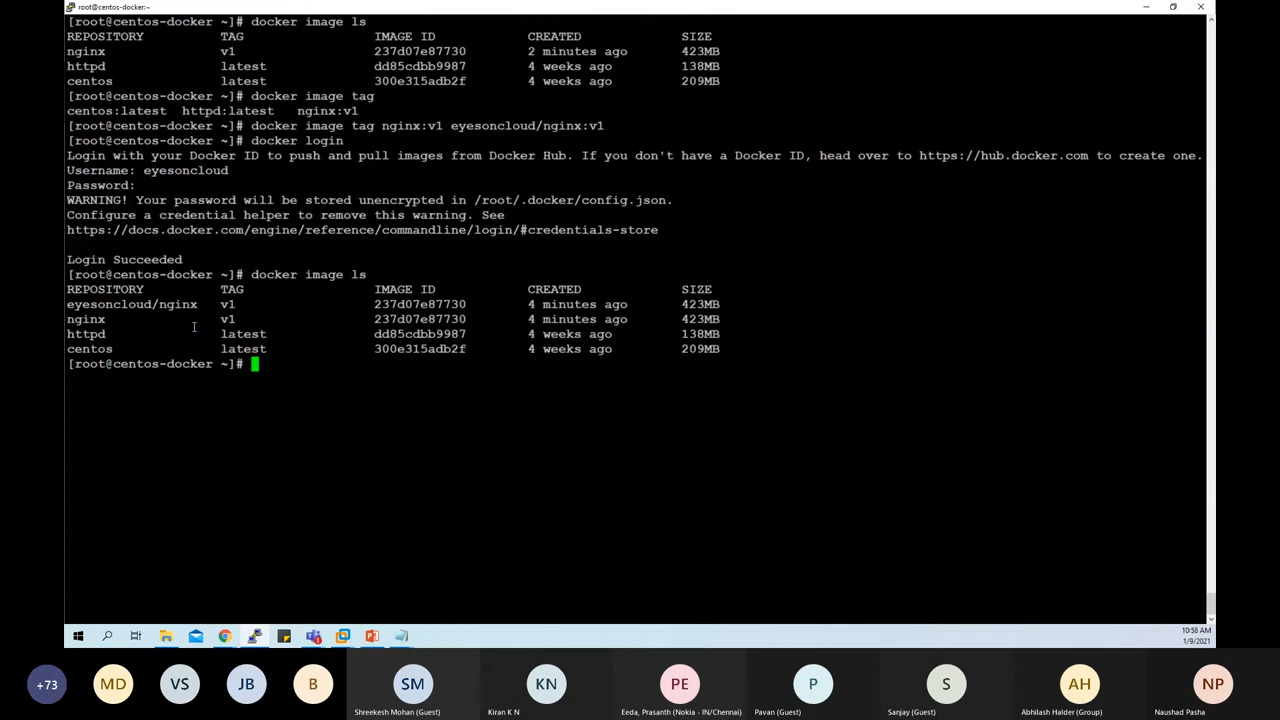 root@centos-docker:~
[root@centos-docker ~]# docker image ls
REPOSITORY TAG IMAGE ID CREATED SIZE
nginx v1 237d07e87730 2 minutes ago 423MB
httpd latest dd85cdbb9987 4 weeks ago 138MB
centos latest 300e315adb2f 4 weeks ago 209MB
[root@centos-docker ~]# docker image tag
centos:latest httpd:latest nginx:v1
[root@centos-docker ~]# docker image tag nginx:v1 eyesoncloud/nginx:v1
[root@centos-docker ~]# docker login
Login with your Docker ID to push and pull images from Docker Hub. If you don't have a Docker ID, head over to https://hub.docker.com to create one.
Username: eyesoncloud
Password:
WARNING! Your password will be stored unencrypted in /root/.docker/config.json.
Configure a credential helper to remove this warning. See
https://docs.docker.com/engine/reference/commandline/login/#credentials-store
Login Succeeded
[root@centos-docker ~]# docker image ls
REPOSITORY TAG IMAGE ID CREATED SIZE
eyesoncloud/nginx v1 237d07e87730 4 minutes ago 423MB
nginx v1 237d07e87730 4 minutes ago 423MB
httpd latest dd85cdbb9987 4 weeks ago 138MB
centos latest 300e315adb2f 4 weeks ago 209MB
[root@centos-docker ~]#
10:58 AM
1/9/2021
+73 MD VS JB B SM KN PE P S AH NP
Shreekesh Mohan (Guest) Kiran K N Eeda, Prasanth (Nokia - IN/Chennai) Pavan (Guest) Sanjay (Guest) Abhilash Halder (Group) Naushad Pasha